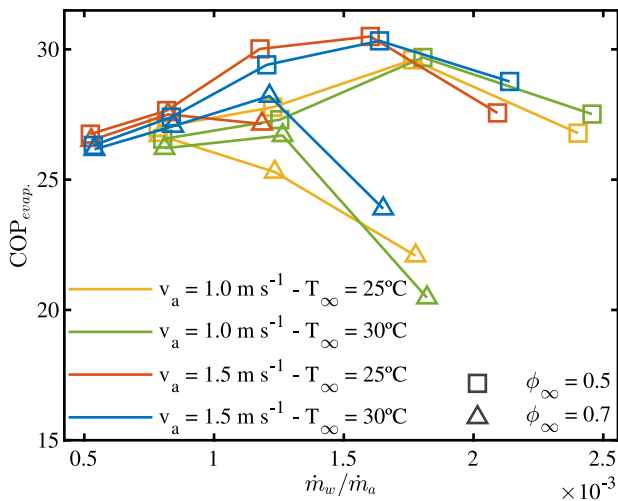 30
25
20
15
COP_evap.
v_a = 1.0 m s^-1 - T_∞ = 25ºC
v_a = 1.0 m s^-1 - T_∞ = 30ºC
v_a = 1.5 m s^-1 - T_∞ = 25ºC
v_a = 1.5 m s^-1 - T_∞ = 30ºC
ϕ_∞ = 0.5
ϕ_∞ = 0.7
0.5 1 1.5 2 2.5
ṁ_w/ṁ_a
×10^-3